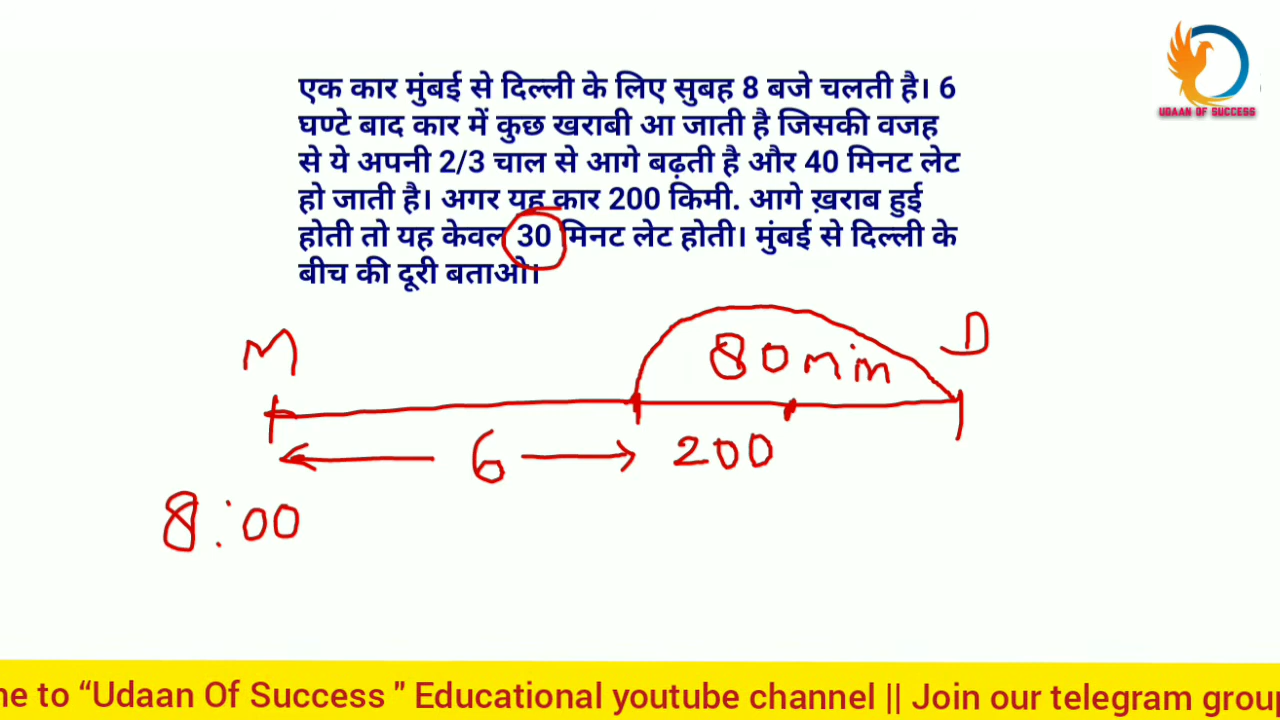 UDAAN OF SUCCESS
एक कार मुंबई से दिल्ली के लिए सुबह 8 बजे चलती है। 6
घण्टे बाद कार में कुछ खराबी आ जाती है जिसकी वजह
से ये अपनी 2/3 चाल से आगे बढ़ती है और 40 मिनट लेट
हो जाती है। अगर यह कार 200 किमी. आगे ख़राब हुई
होती तो यह केवल 30 मिनट लेट होती। मुंबई से दिल्ली के
बीच की दूरी बताओ।
M
D
80 min
6
200
8:00
ne to “Udaan Of Success " Educational youtube channel || Join our telegram group